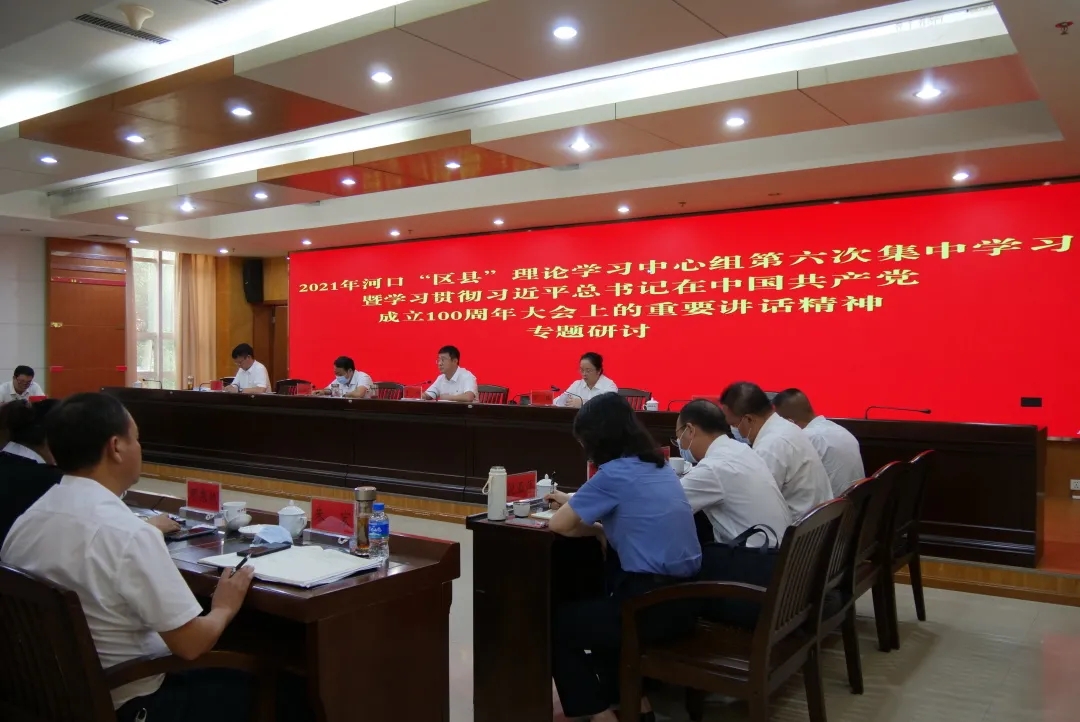 2021年河口“区县”理论学习中心组第六次集中学习
暨学习贯彻习近平总书记在中国共产党
成立100周年大会上的重要讲话精神
专题研讨